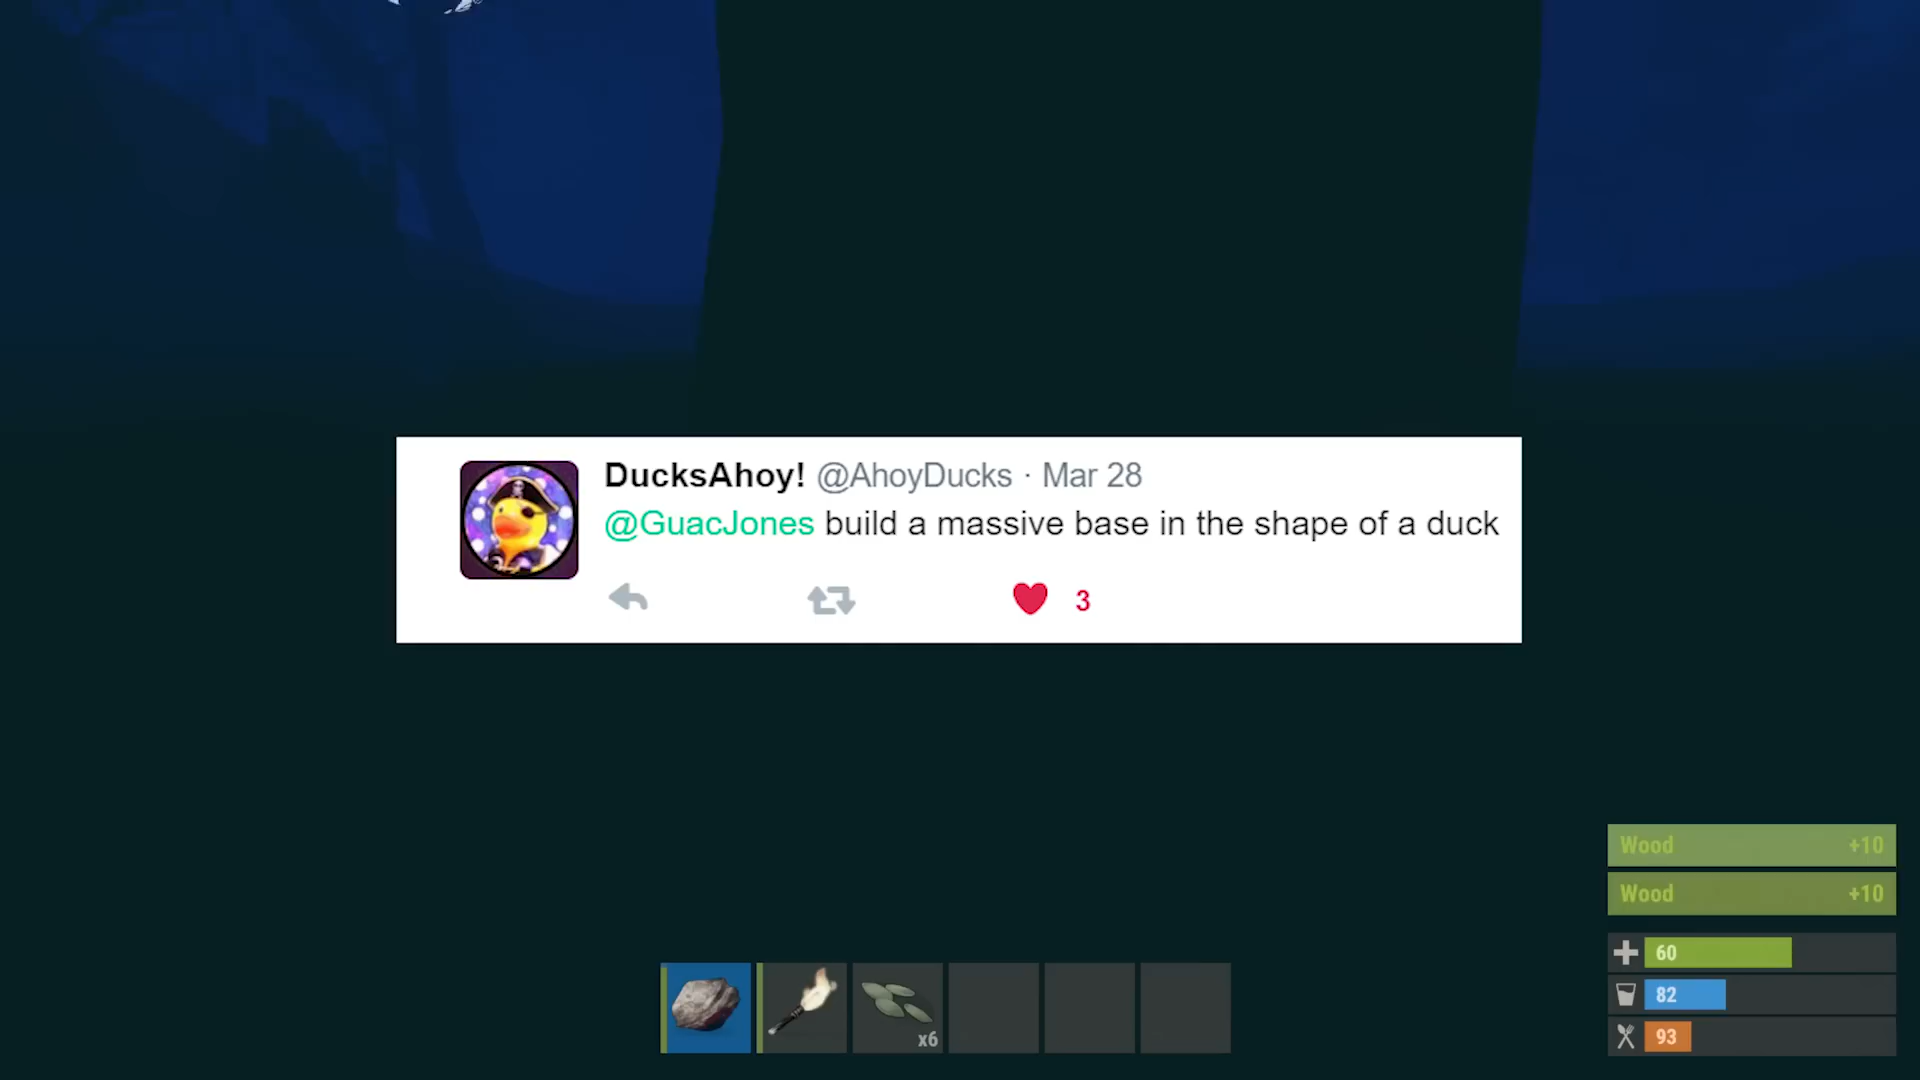 DucksAhoy! @AhoyDucks · Mar 28
@GuacJones build a massive base in the shape of a duck
3
Wood +10
Wood +10
60
82
93
x6